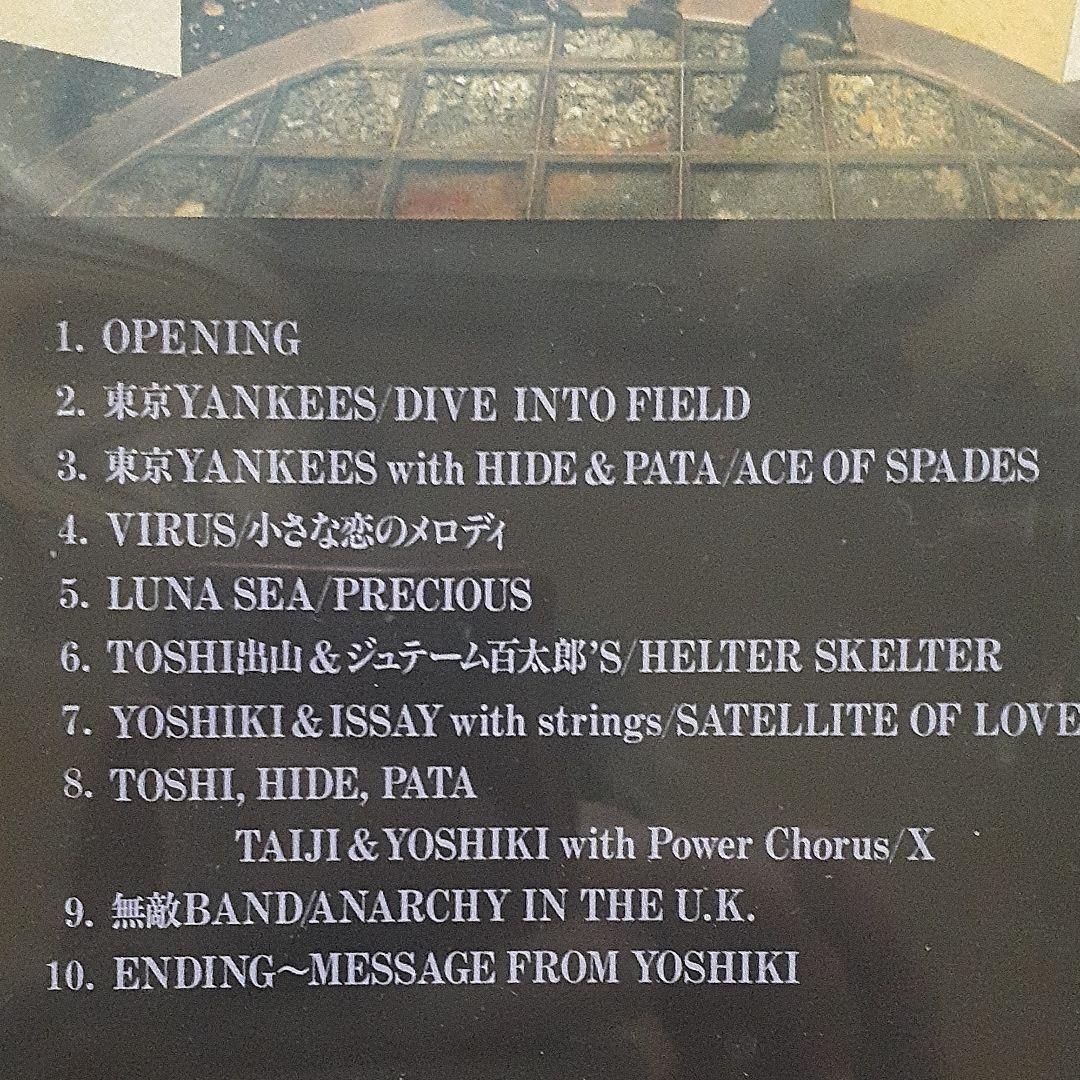 1. OPENING
2. 東京YANKEES/DIVE INTO FIELD
3. 東京YANKEES with HIDE & PATA/ACE OF SPADES
4. VIRUS/小さな恋のメロディ
5. LUNA SEA/PRECIOUS
6. TOSHI出山 & ジュテーム百太郎'S/HELTER SKELTER
7. YOSHIKI & ISSAY with strings/SATELLITE OF LOVE
8. TOSHI, HIDE, PATA
TAIJI & YOSHIKI with Power Chorus/X
9. 無敵BAND/ANARCHY IN THE U.K.
10. ENDING〜MESSAGE FROM YOSHIKI